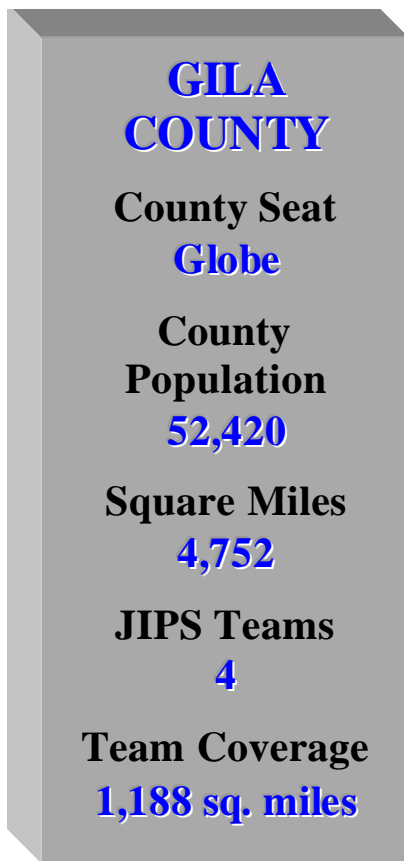 GILA
COUNTY
County Seat
Globe
County
Population
52,420
Square Miles
4,752
JIPS Teams
4
Team Coverage
1,188 sq. miles